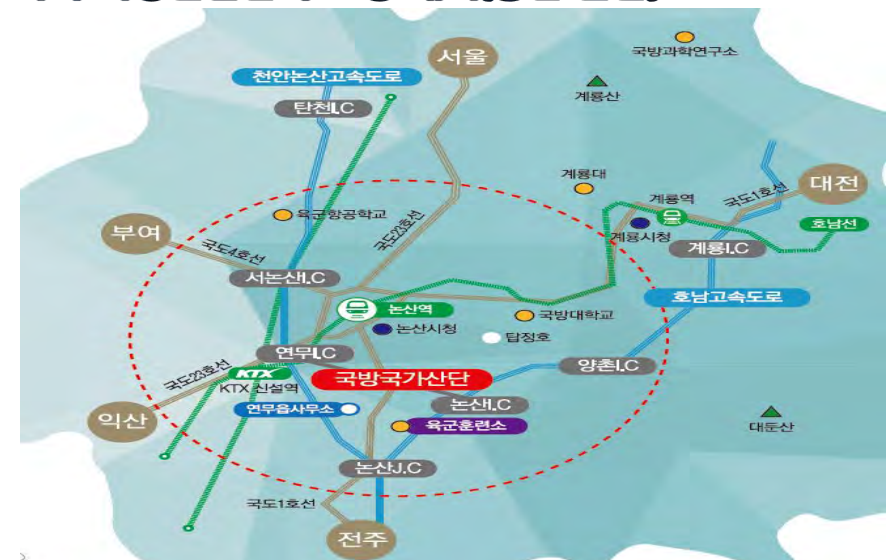 국방과학연구소
서울
천안논산고속도로
탄천I.C
계룡산
계룡대
대전
국도1호선
계룡역
육군항공학교
국도23호선
부여
국도4호선
계룡시청
호남선
계룡I.C
서논산I.C
호남고속도로
논산역
국방대학교
논산시청
탑정호
연무I.C
양촌I.C
국도23호선
KTX
KTX 신설역
국방국가산단
익산
연무읍사무소
논산I.C
육군훈련소
대둔산
논산J.C
국도1호선
전주